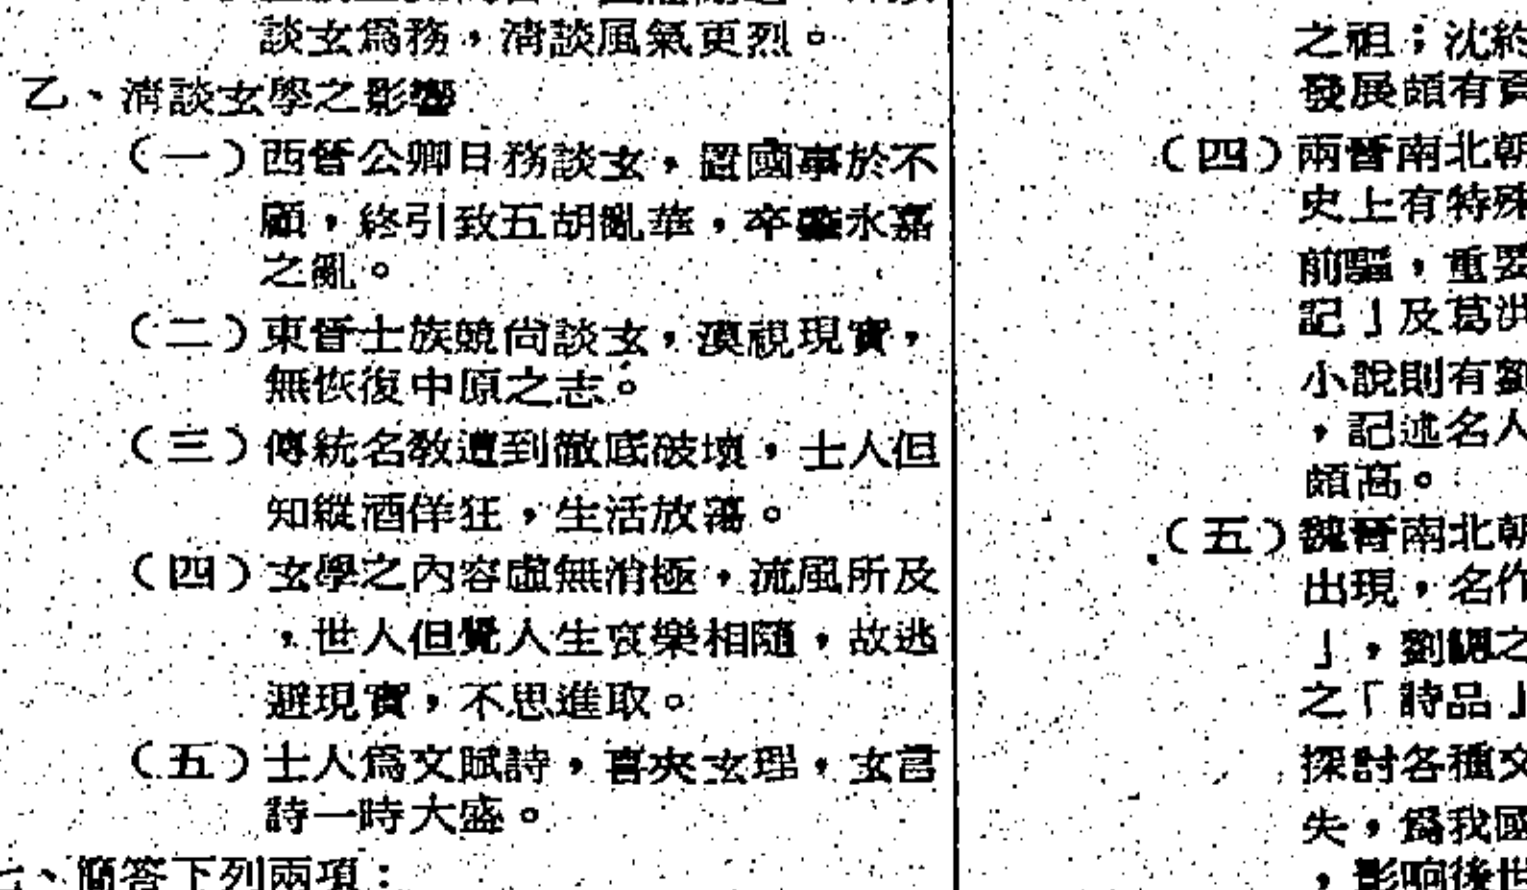 談玄爲務，清談風氣更烈。
乙、清談玄學之影響
（一）西晉公卿日務談玄，置國事於不
顧，終引致五胡亂華，卒釀永嘉
之亂。
（二）東晉士族競尚談玄，漠視現實，
無恢復中原之志。
（三）傳統名教遭到徹底破壞，士人但
知縱酒佯狂，生活放蕩。
（四）玄學之內容虛無消極，流風所及
，世人但覺人生哀樂相隨，故逃
避現實，不思進取。
（五）士人爲文賦詩，喜夾玄理，玄言
詩一時大盛。
、簡答下列兩項：
之祖；沈約
發展頗有
（四）兩晉南北朝
史上有特殊
前驅，重要
記」及葛洪
小說則有劉
，記述名人
頗高。
（五）魏晉南北朝
出現，名作
」，劉勰之
之「詩品」
探討各種文
失，爲我國
，影响後世